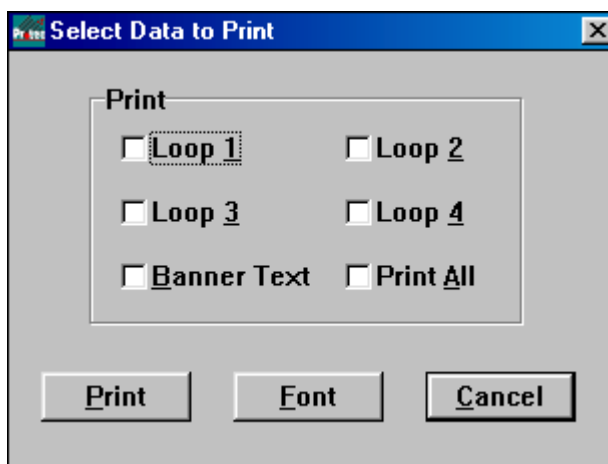 Protec Select Data to Print
Print
Loop 1 Loop 2
Loop 3 Loop 4
Banner Text Print All
Print Font Cancel